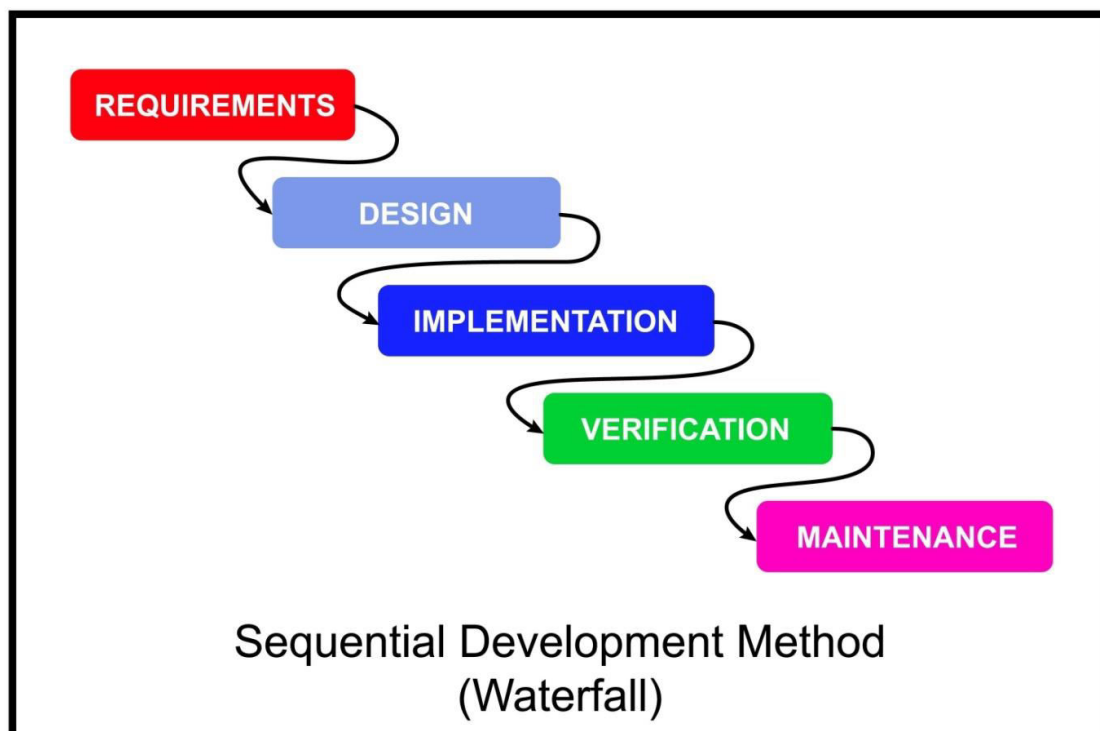 REQUIREMENTS
DESIGN
IMPLEMENTATION
VERIFICATION
MAINTENANCE
Sequential Development Method
(Waterfall)